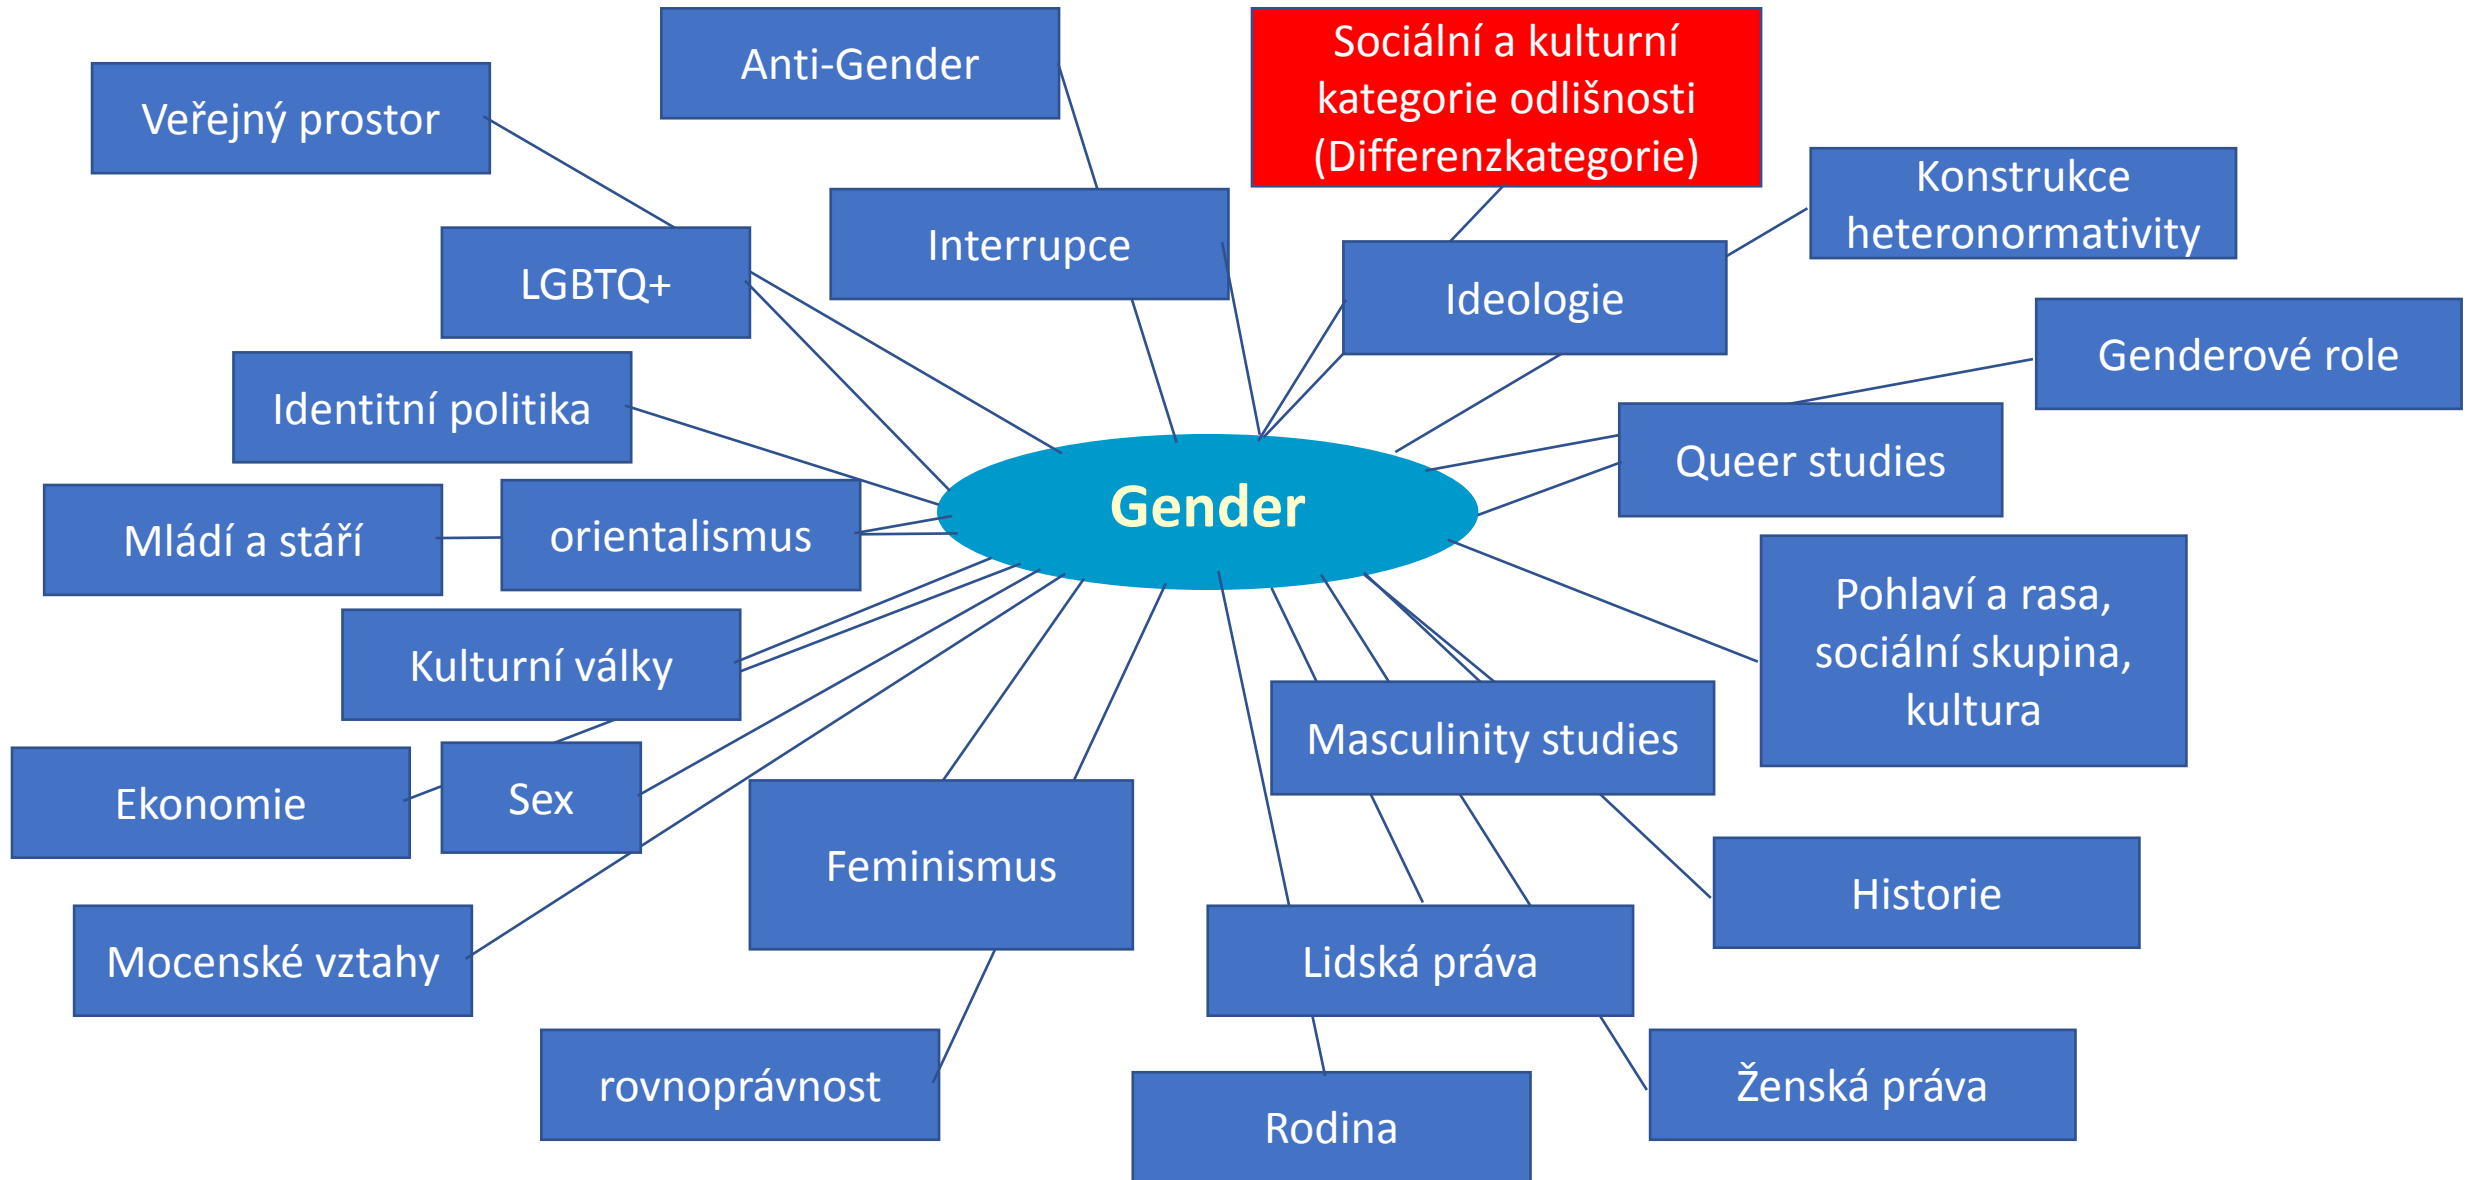 Anti-Gender
Sociální a kulturní
kategorie odlišnosti
(Differenzkategorie)
Veřejný prostor
Konstrukce
heteronormativity
Interrupce
LGBTQ+
Ideologie
Genderové role
Identitní politika
Queer studies
Gender
Mládí a stáří
orientalismus
Pohlaví a rasa,
sociální skupina,
kultura
Kulturní války
Masculinity studies
Ekonomie
Sex
Feminismus
Historie
Mocenské vztahy
Lidská práva
rovnoprávnost
Ženská práva
Rodina